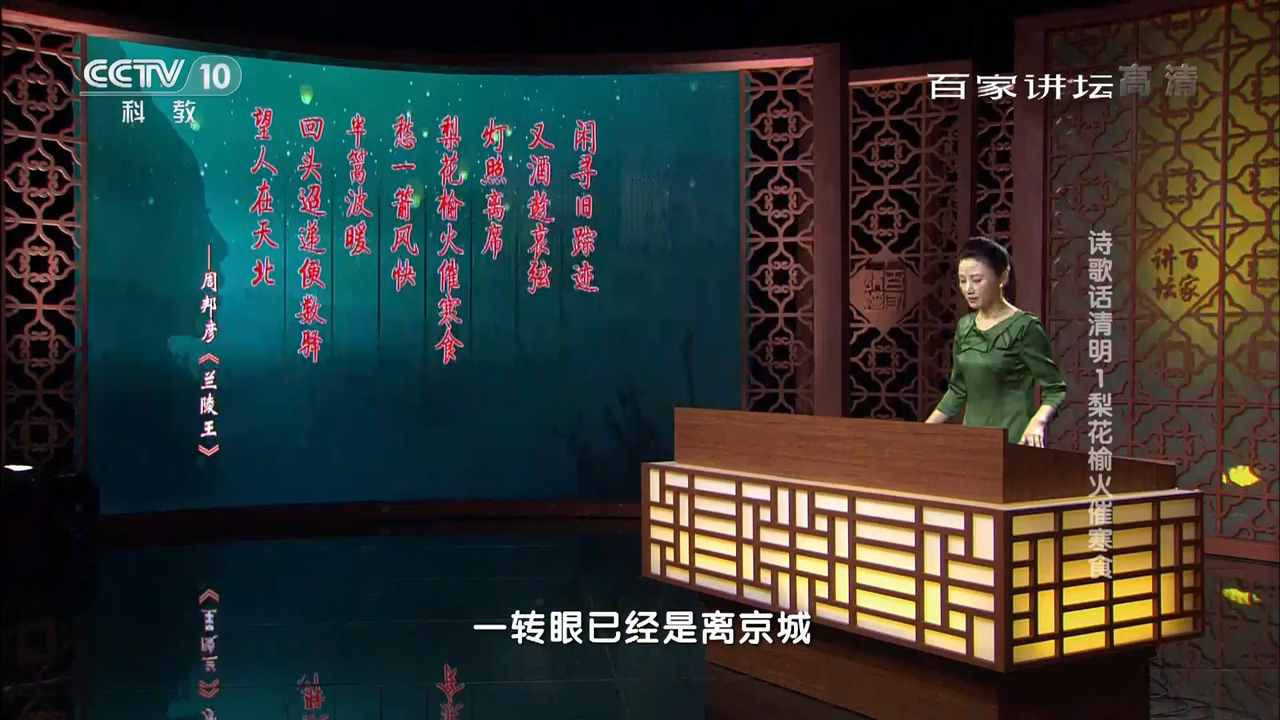 CCTV 10
科教
百家讲坛
高清
闲寻旧踪迹
又酒趁哀弦
灯照离席
梨花榆火催寒食
愁一箭风快
半篙波暖
回头迢递便数驿
望人在天北
——周邦彦《兰陵王》
百家讲坛
百家讲坛
诗歌话清明1梨花榆火催寒食
一转眼已经是离京城